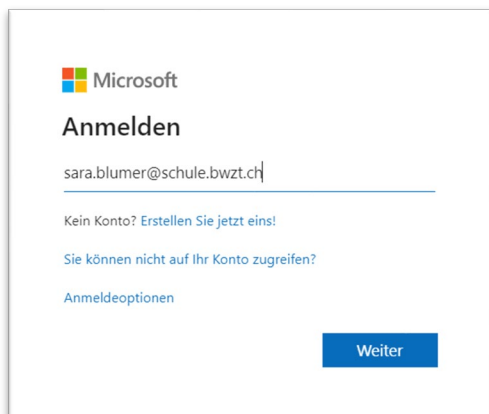 Microsoft
Anmelden
sara.blumer@schule.bwzt.ch
Kein Konto? Erstellen Sie jetzt eins!
Sie können nicht auf Ihr Konto zugreifen?
Anmeldeoptionen
Weiter